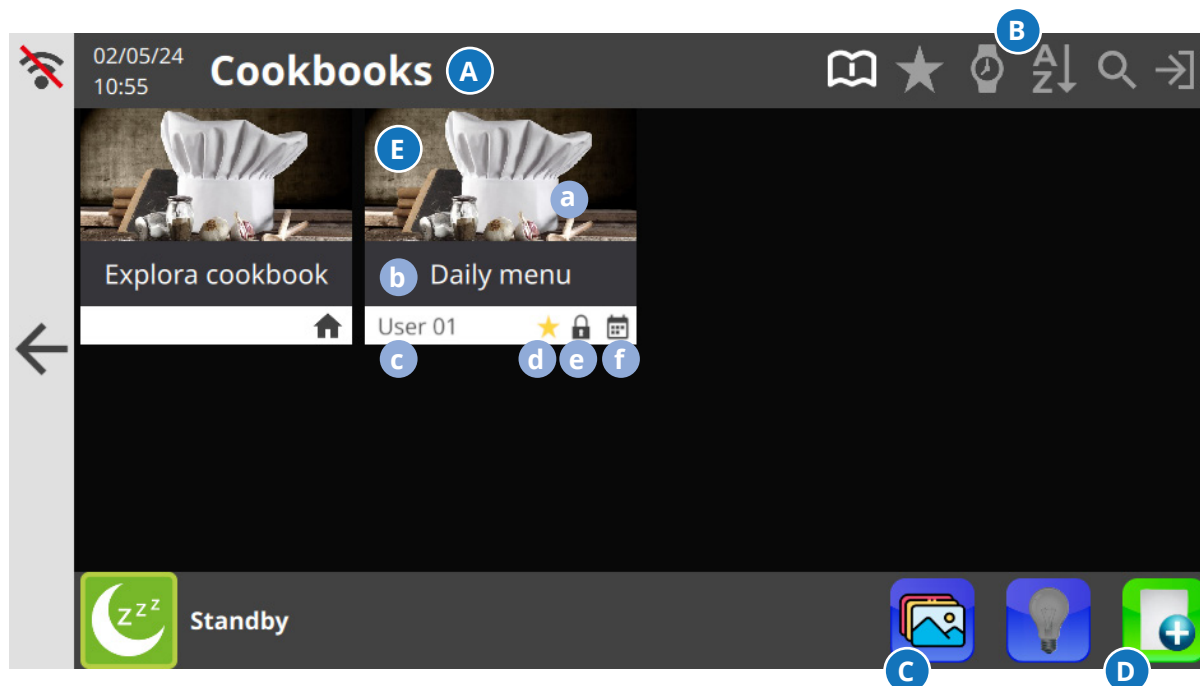 B
02/05/24
10:55
Cookbooks A
A
Z
E
a
Explora cookbook
b Daily menu
User 01
c d e f
z z z
Standby
C D